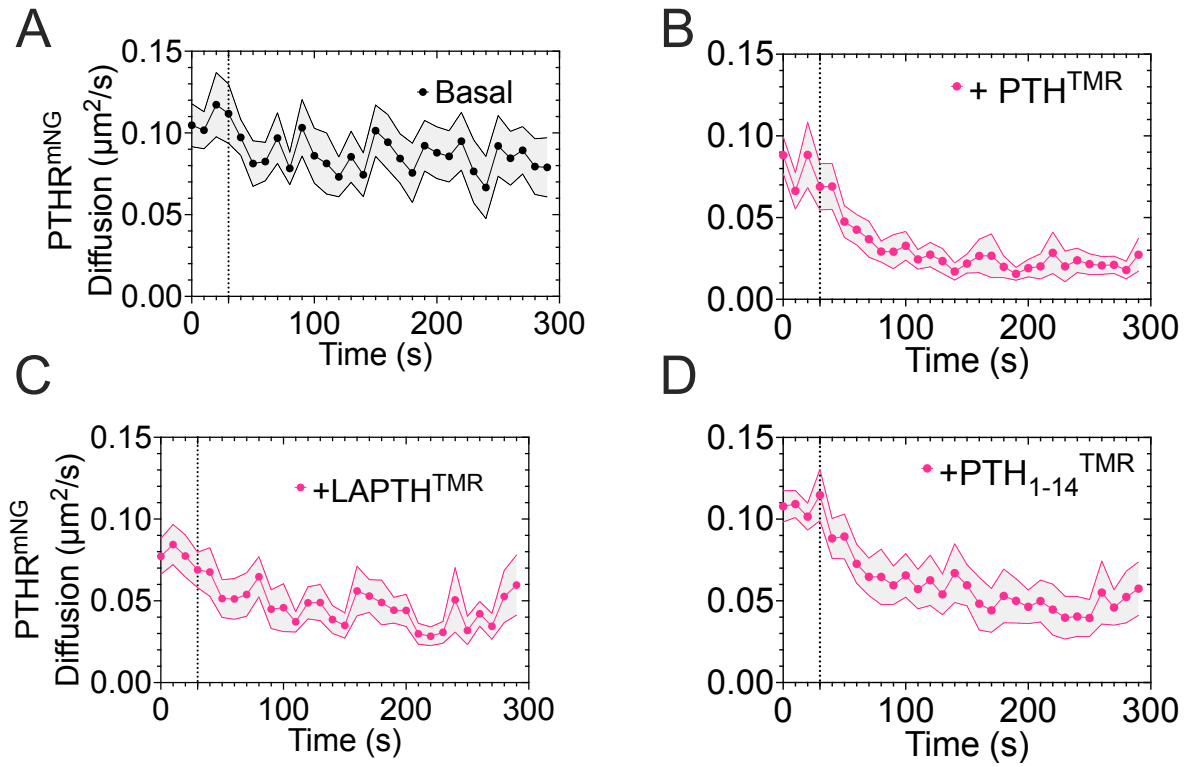 A
PTHR^mNG
Diffusion (µm²/s)
0.15
0.10
0.05
0.00
Basal
0
100
200
300
Time (s)
B
0.15
0.10
0.05
0.00
+ PTH^TMR
0
100
200
300
Time (s)
C
PTHR^mNG
Diffusion (µm²/s)
0.15
0.10
0.05
0.00
+LAPTH^TMR
0
100
200
300
Time (s)
D
0.15
0.10
0.05
0.00
+PTH₁₋₁₄^TMR
0
100
200
300
Time (s)